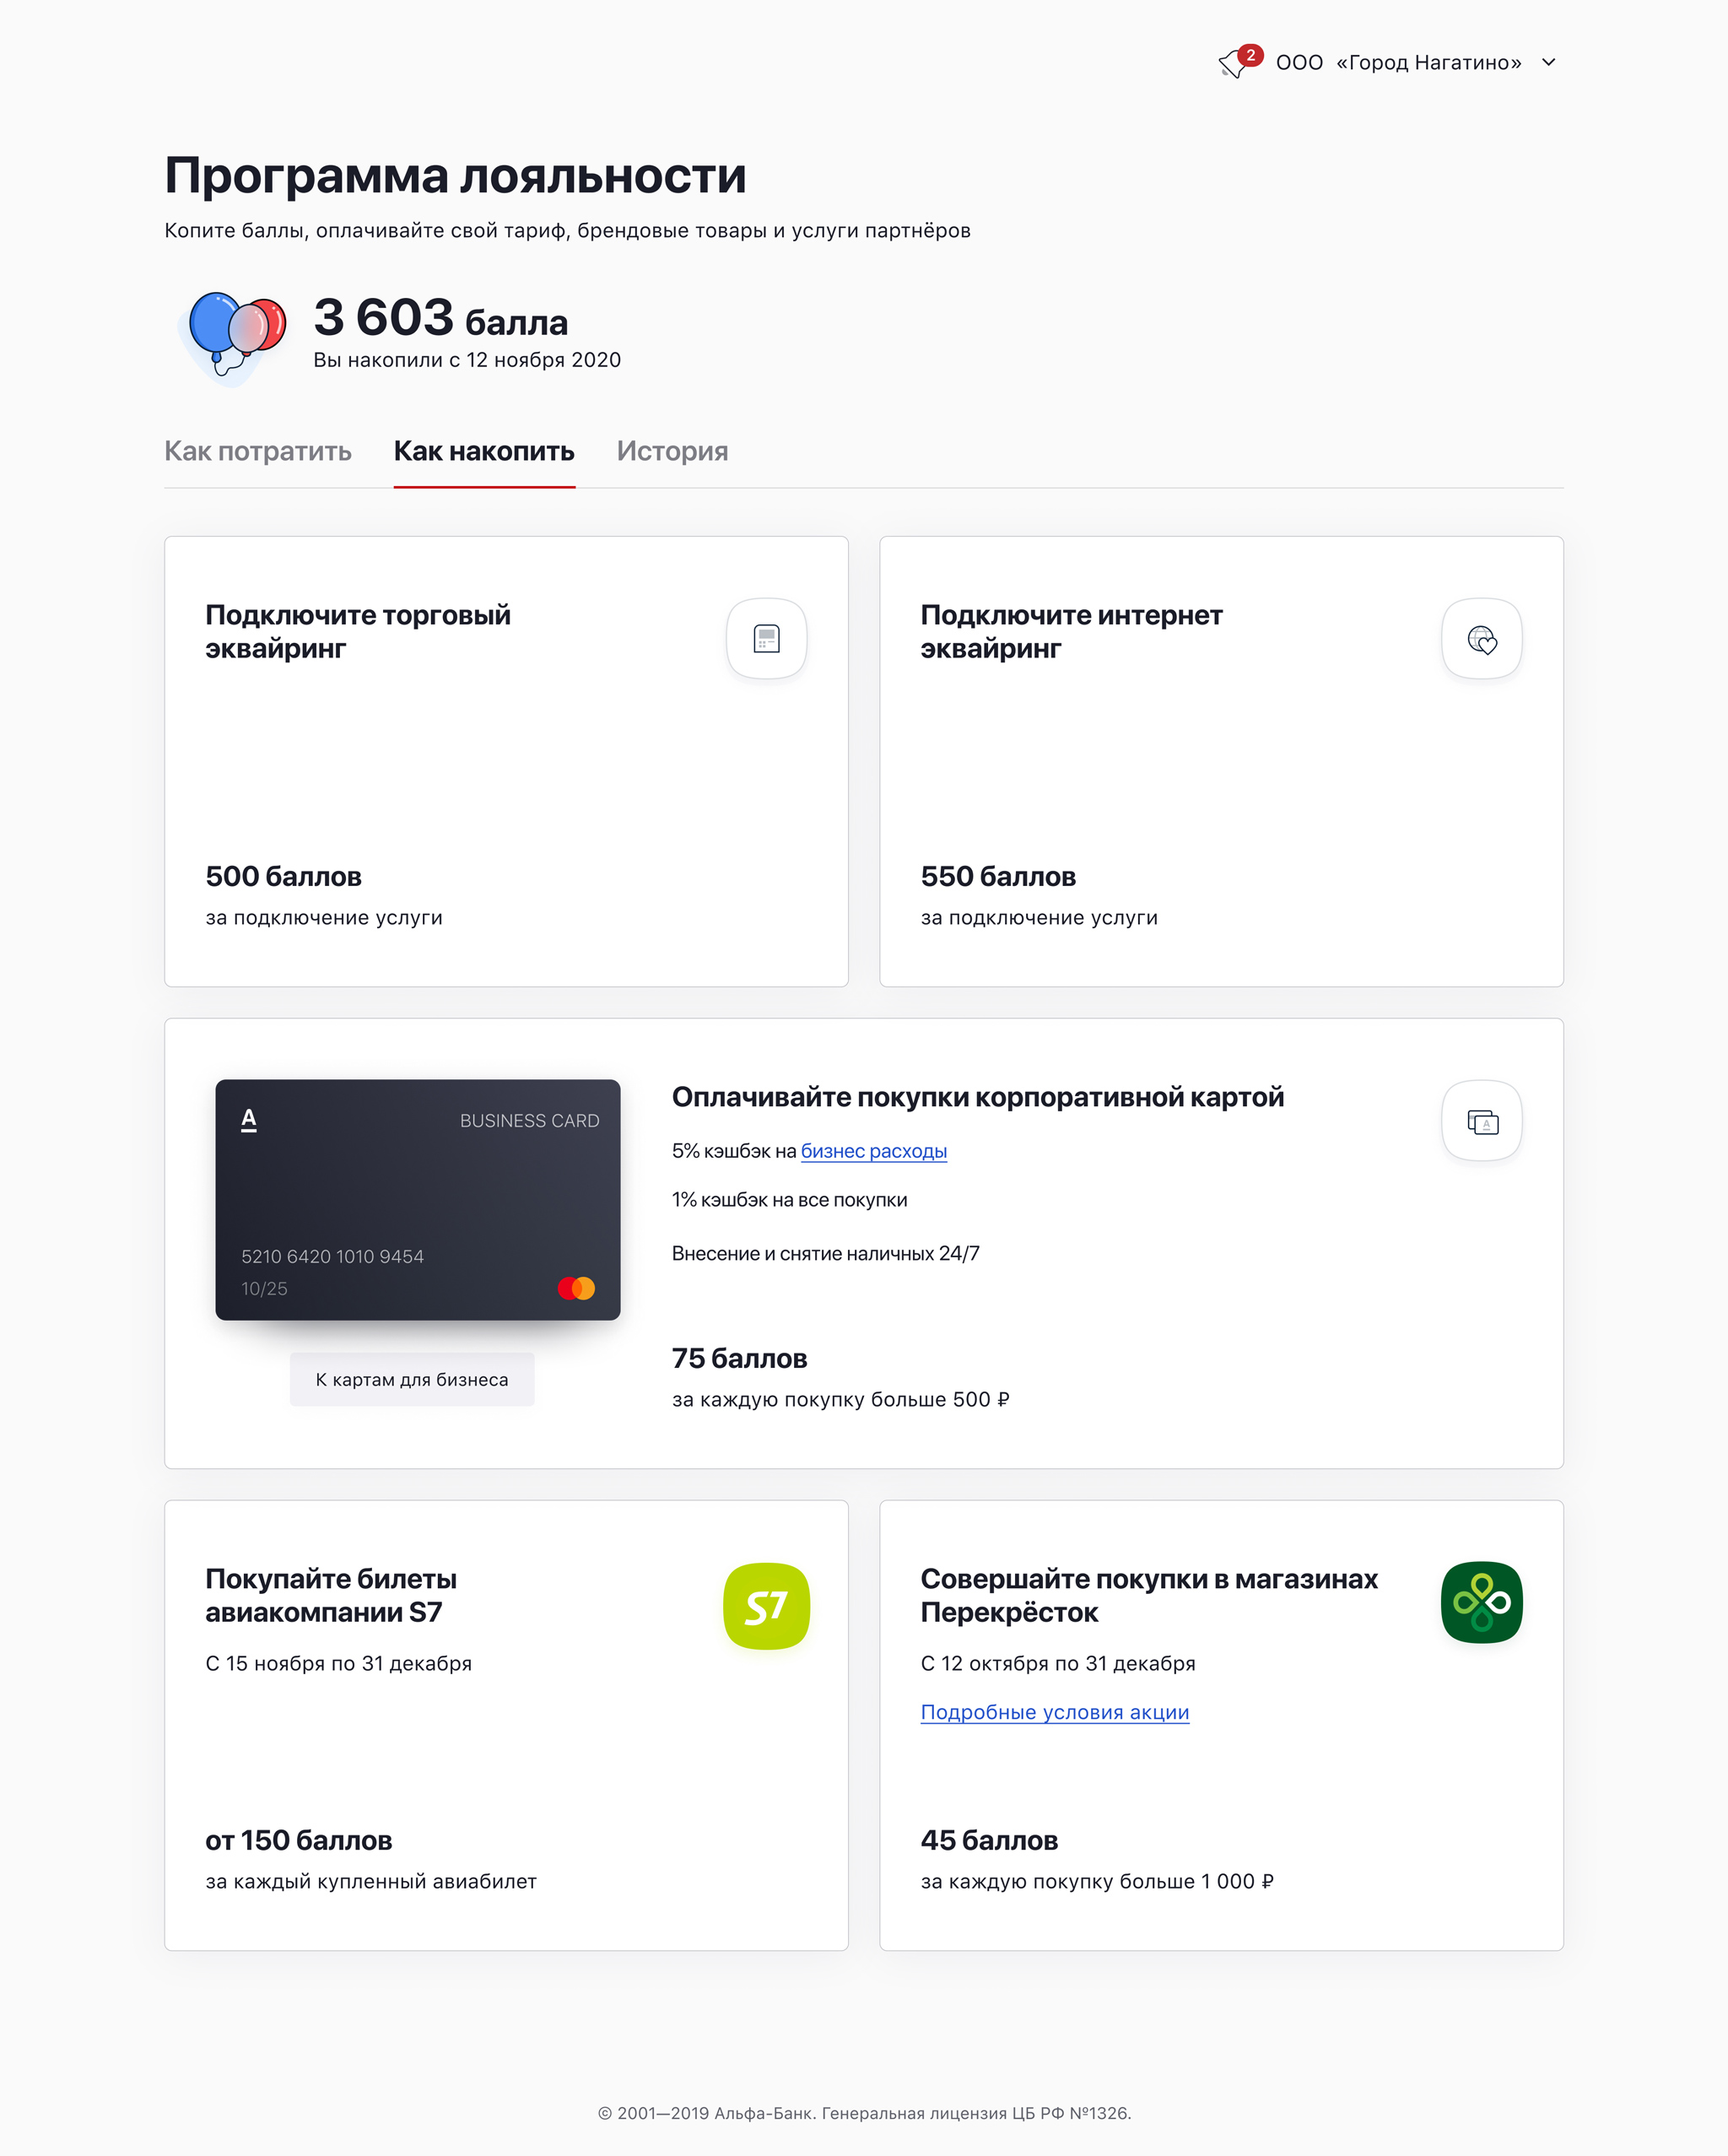 2
ООО «Город Нагатино»
Программа лояльности
Копите баллы, оплачивайте свой тариф, брендовые товары и услуги партнёров
3 603 балла
Вы накопили с 12 ноября 2020
Как потратить Как накопить История
Подключите торговый
эквайринг
500 баллов
за подключение услуги
Подключите интернет
эквайринг
550 баллов
за подключение услуги
А
BUSINESS CARD
5210 6420 1010 9454
10/25
К картам для бизнеса
Оплачивайте покупки корпоративной картой
5% кэшбэк на бизнес расходы
1% кэшбэк на все покупки
Внесение и снятие наличных 24/7
А
75 баллов
за каждую покупку больше 500 ₽
Покупайте билеты
авиакомпании S7
S7
С 15 ноября по 31 декабря
от 150 баллов
за каждый купленный авиабилет
Совершайте покупки в магазинах
Перекрёсток
С 12 октября по 31 декабря
Подробные условия акции
45 баллов
за каждую покупку больше 1 000 ₽
© 2001—2019 Альфа-Банк. Генеральная лицензия ЦБ РФ №1326.